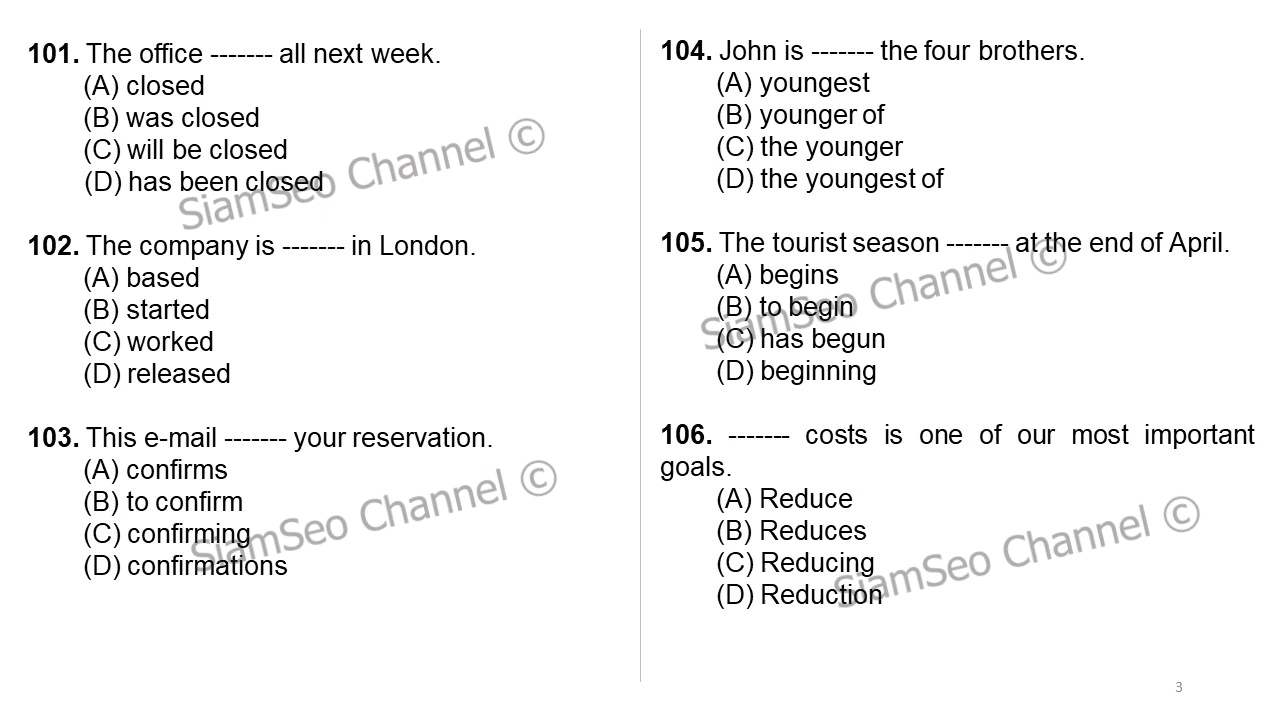 101. The office ------- all next week.
(A) closed
(B) was closed
(C) will be closed
(D) has been closed
102. The company is ------- in London.
(A) based
(B) started
(C) worked
(D) released
103. This e-mail ------- your reservation.
(A) confirms
(B) to confirm
(C) confirming
(D) confirmations
SiamSeo Channel ©
SiamSeo Channel ©
104. John is ------- the four brothers.
(A) youngest
(B) younger of
(C) the younger
(D) the youngest of
105. The tourist season ------- at the end of April.
(A) begins
(B) to begin
(C) has begun
(D) beginning
106. ------- costs is one of our most important
goals.
(A) Reduce
(B) Reduces
(C) Reducing
(D) Reduction
SiamSeo Channel ©
SiamSeo Channel ©
3